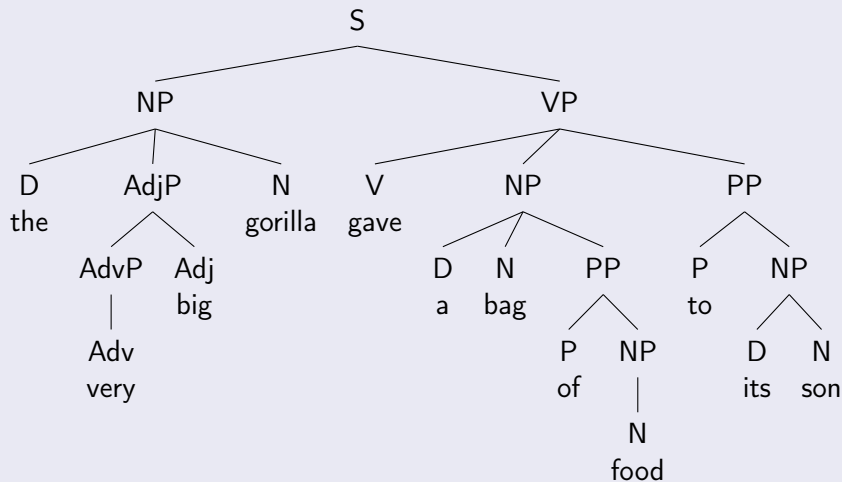 S
NP VP
D AdjP N V NP PP
the gorilla gave
AdvP Adj D N PP P NP
big a bag to
Adv P NP D N
very of its son
N
food